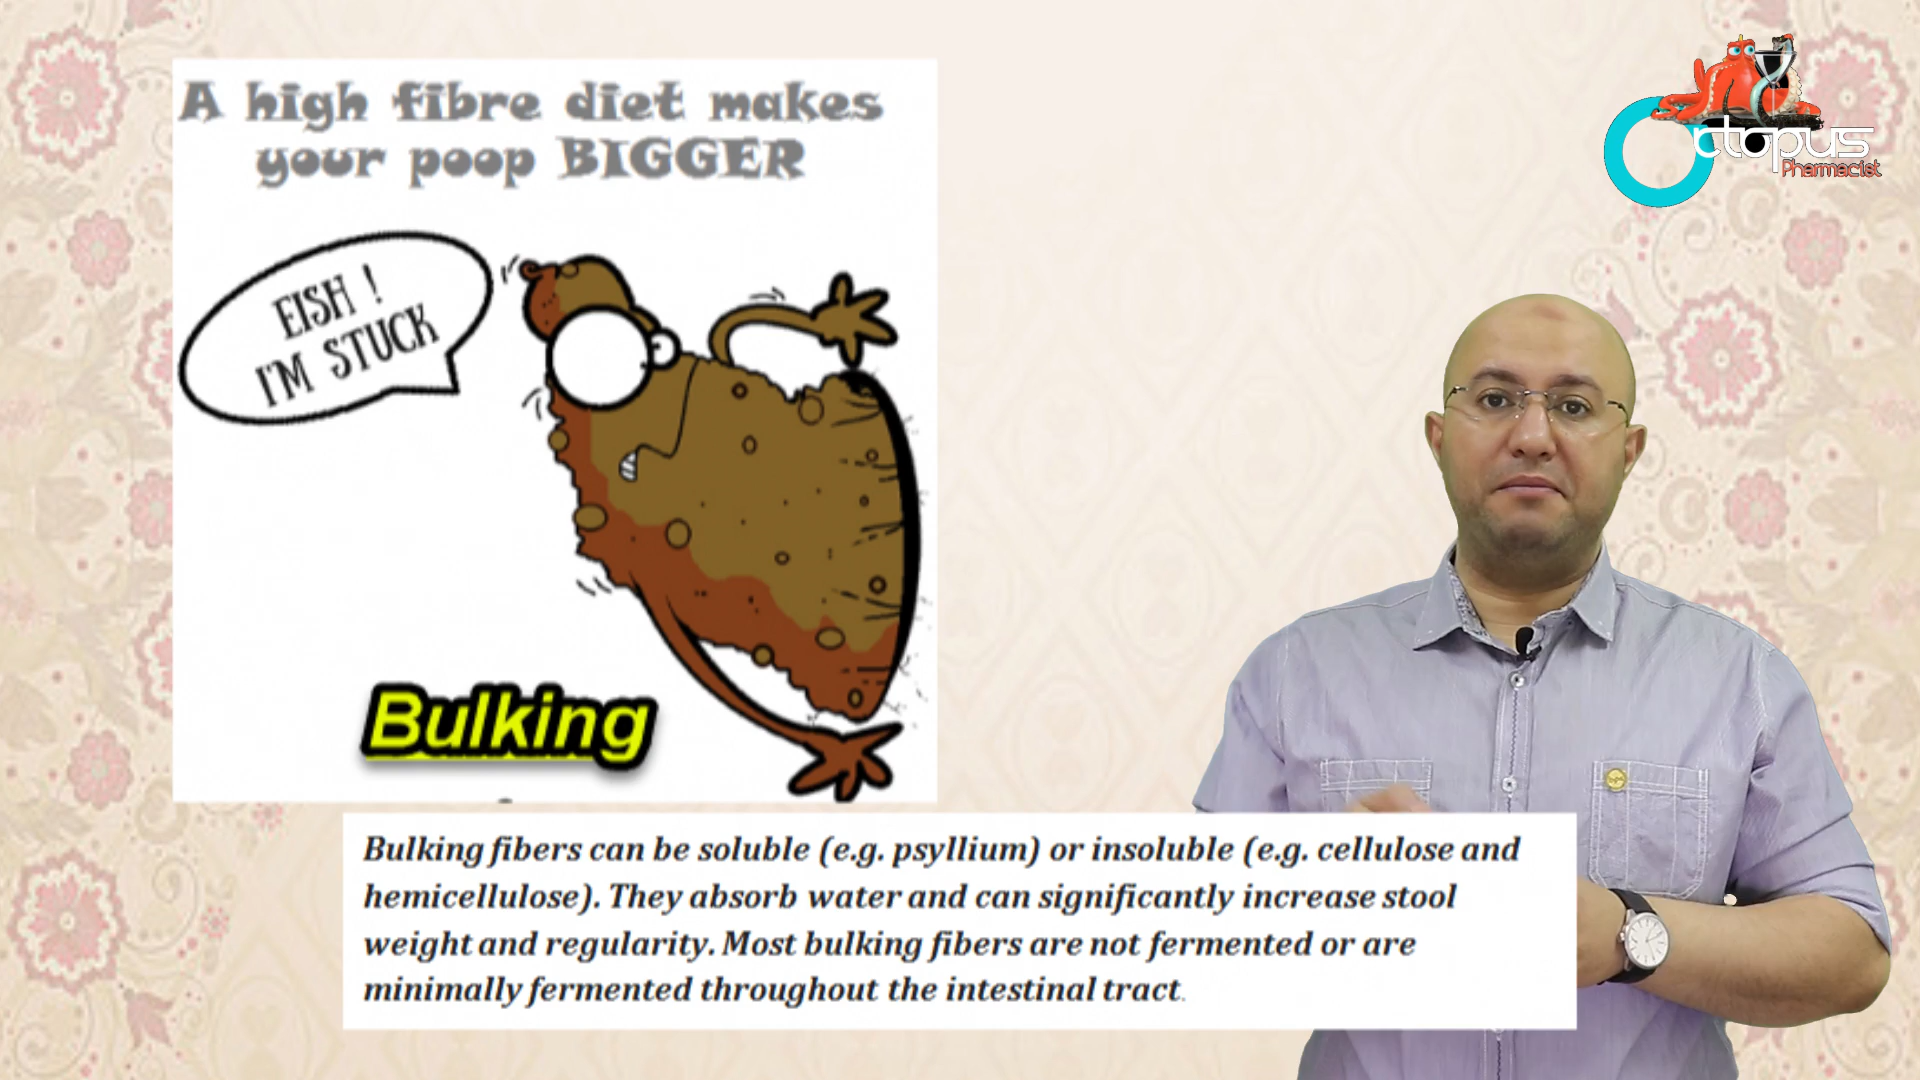 A high fibre diet makes
your poop BIGGER
EISH !
I'M STUCK
Bulking
Bulking fibers can be soluble (e.g. psyllium) or insoluble (e.g. cellulose and
hemicellulose). They absorb water and can significantly increase stool
weight and regularity. Most bulking fibers are not fermented or are
minimally fermented throughout the intestinal tract.
Octopus
Pharmacist